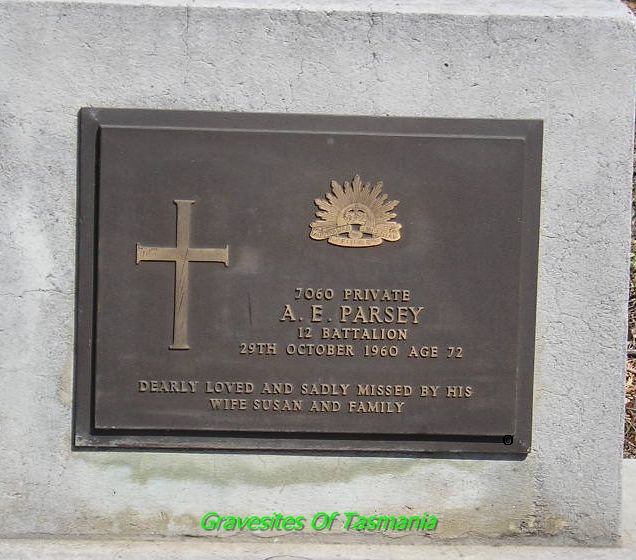 7060 PRIVATE
A. E. PARSEY
12 BATTALION
29TH OCTOBER 1960 AGE 72
DEARLY LOVED AND SADLY MISSED BY HIS
WIFE SUSAN AND FAMILY
Gravesites Of Tasmania